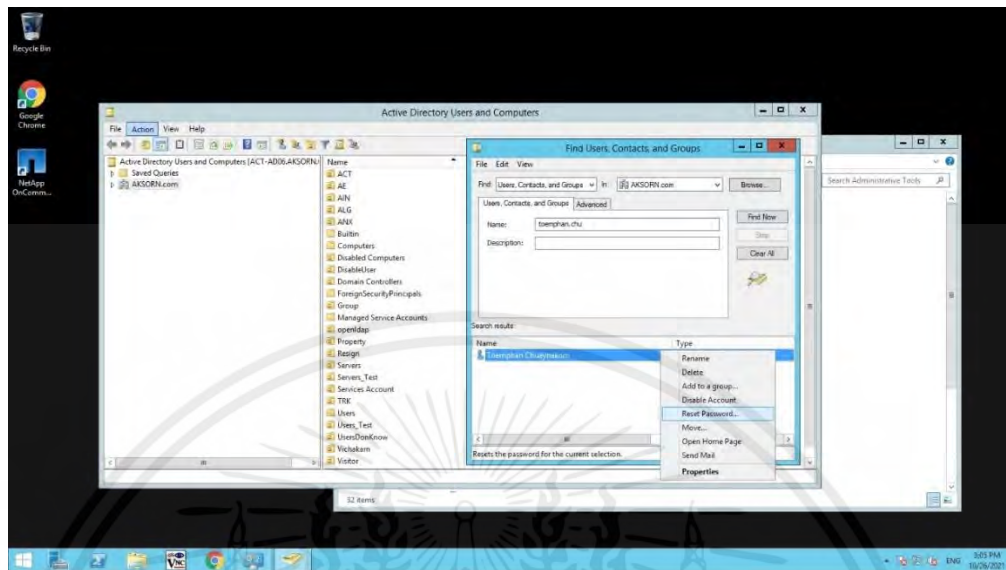 Recycle Bin
Google
Chrome
NetApp
OnComm...
Active Directory Users and Computers
File Action View Help
Active Directory Users and Computers [ACT-AD06.AKSORN.
Saved Queries
AKSORN.com
Name
ACT
AE
AIN
ALG
ANX
Builtin
Computers
Disabled Computers
DisableUser
Domain Controllers
ForeignSecurityPrincipals
Group
Managed Service Accounts
openldap
Property
Resign
Servers
Servers_Test
Services Account
TRK
Users
Users_Test
UsersDonKnow
Vichakarn
Visitor
Find Users, Contacts, and Groups
File Edit View
Find: Users, Contacts, and Groups In: AKSORN.com Browse...
Users, Contacts, and Groups Advanced
Name: toemphan.chu
Description:
Find Now
Stop
Clear All
Search results:
Name Type
Toemphan
Rename
Delete
Add to a group...
Disable Account
Reset Password...
Move...
Open Home Page
Send Mail
Properties
Resets the password for the current selection.
Search Administrative Tools
32 items
ENG
9:05 PM